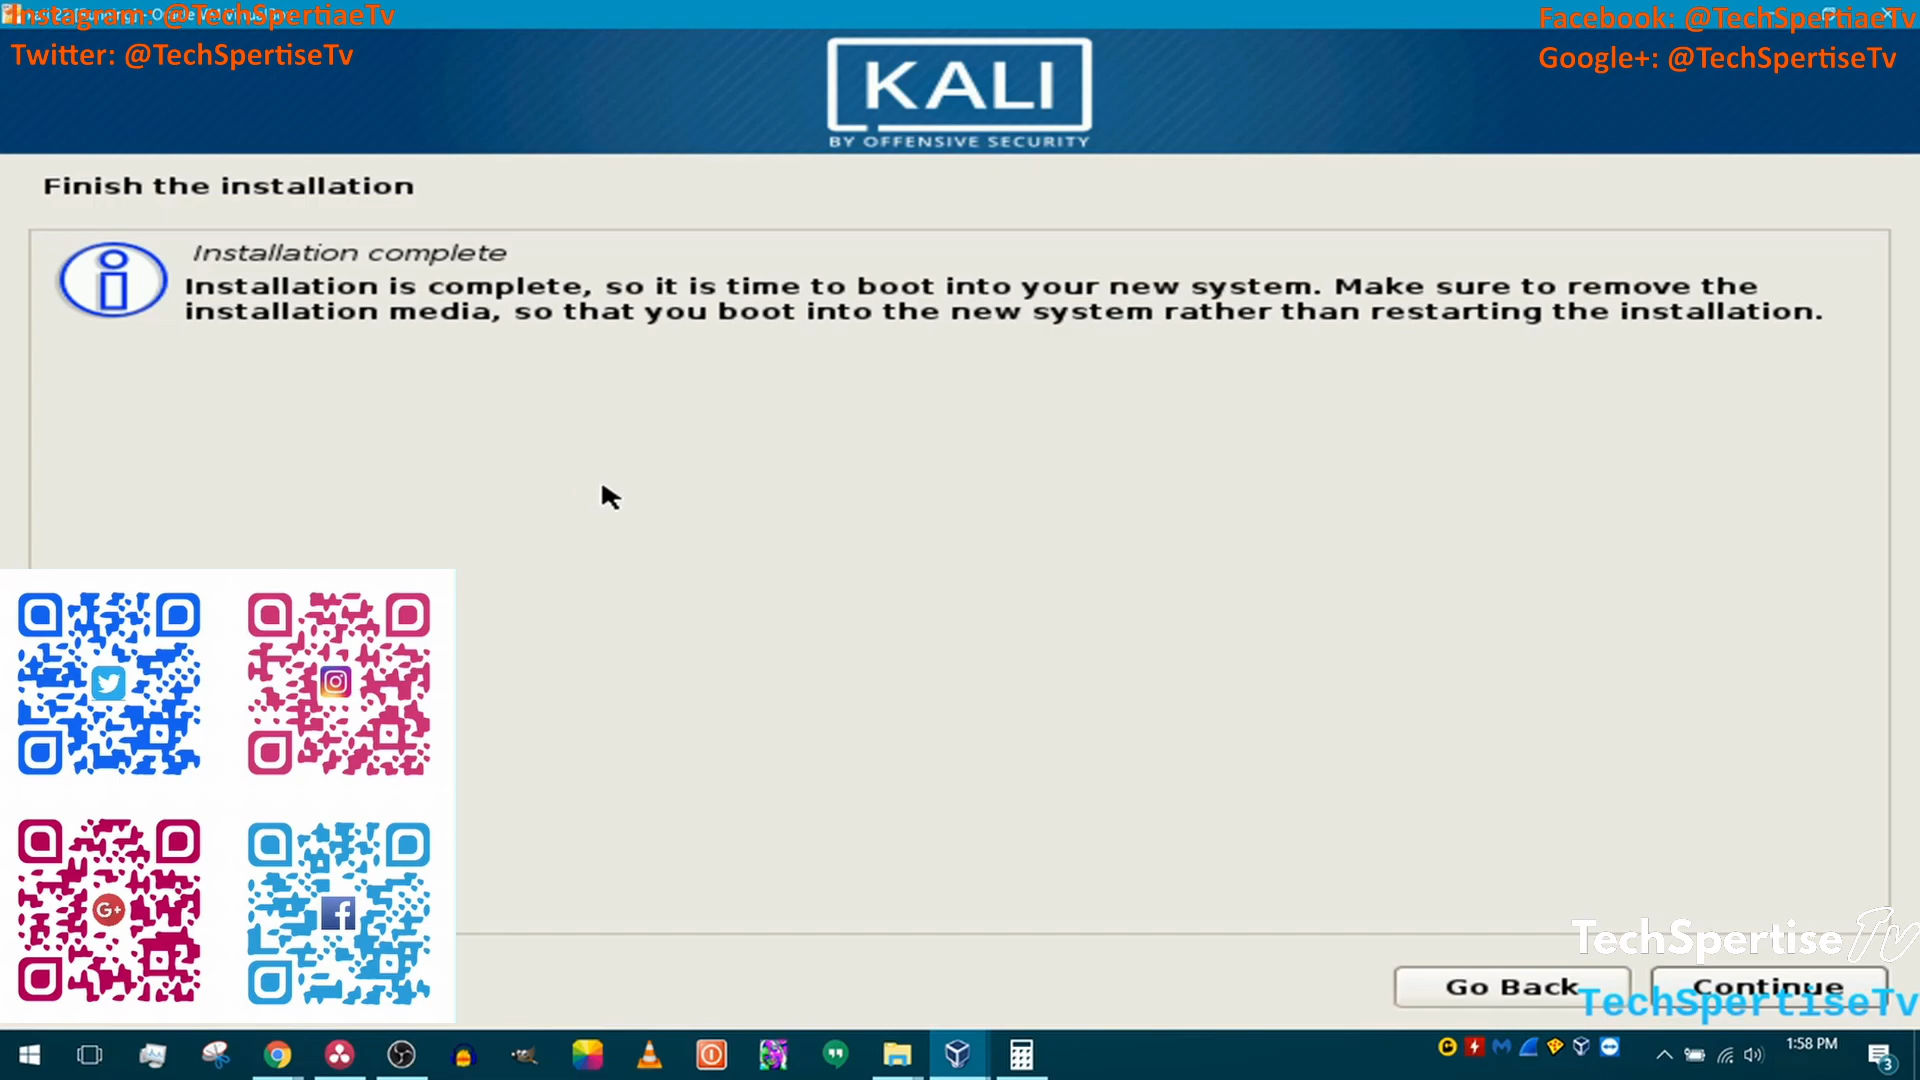 Instagram: @TechSpertiaeTv
Facebook: @TechSpertiaeTv
Twitter: @TechSpertiseTv
Google+: @TechSpertiseTv
KALI
BY OFFENSIVE SECURITY
Finish the installation
Installation complete
Installation is complete, so it is time to boot into your new system. Make sure to remove the
installation media, so that you boot into the new system rather than restarting the installation.
TechSpertise Tv
Go Back
Continue
TechSpertiseTv
1:58 PM
3